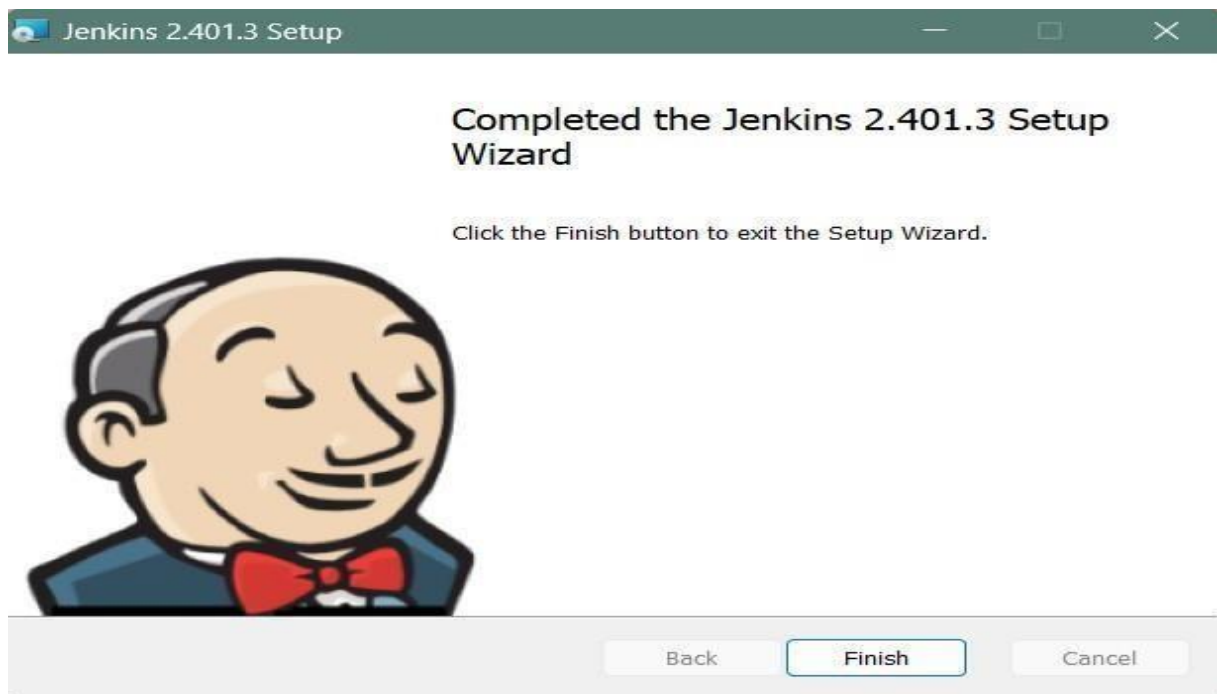 Jenkins 2.401.3 Setup
Completed the Jenkins 2.401.3 Setup
Wizard
Click the Finish button to exit the Setup Wizard.
Back Finish Cancel